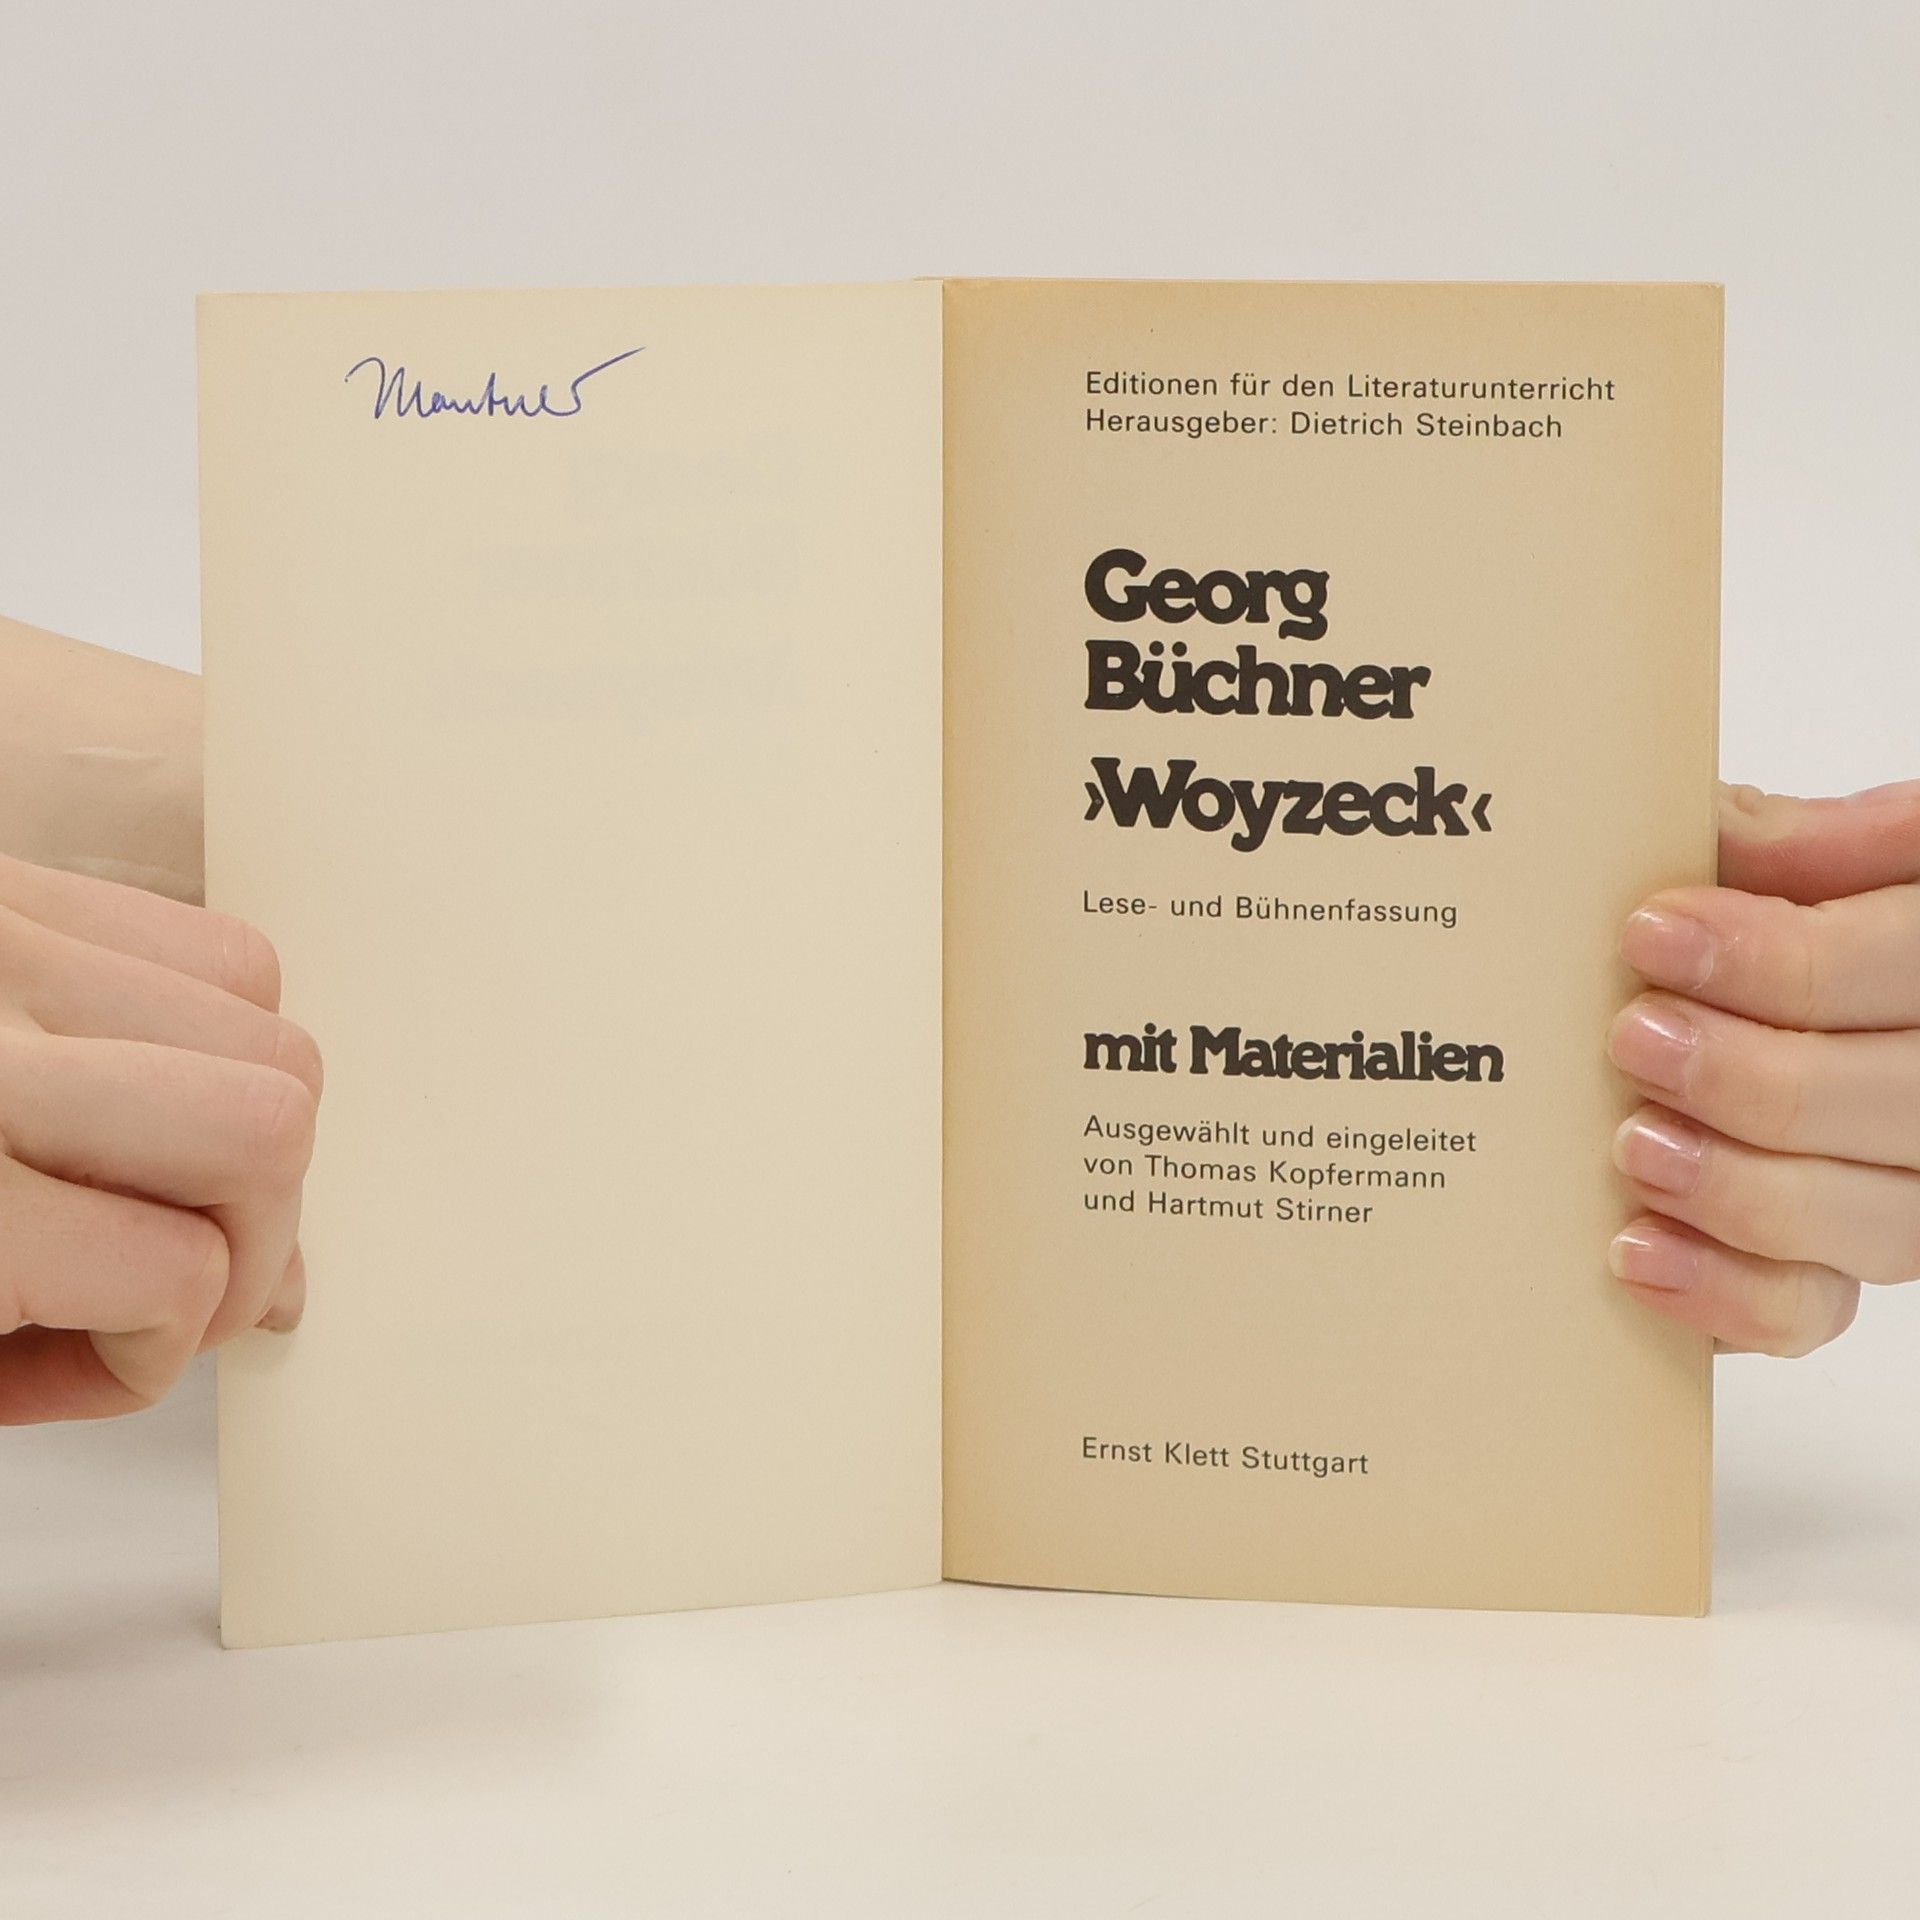 Editionen für den Literaturunterricht
Herausgeber: Dietrich Steinbach
Georg
Büchner
›Woyzeck‹
Lese- und Bühnenfassung
mit Materialien
Ausgewählt und eingeleitet
von Thomas Kopfermann
und Hartmut Stirner
Ernst Klett Stuttgart